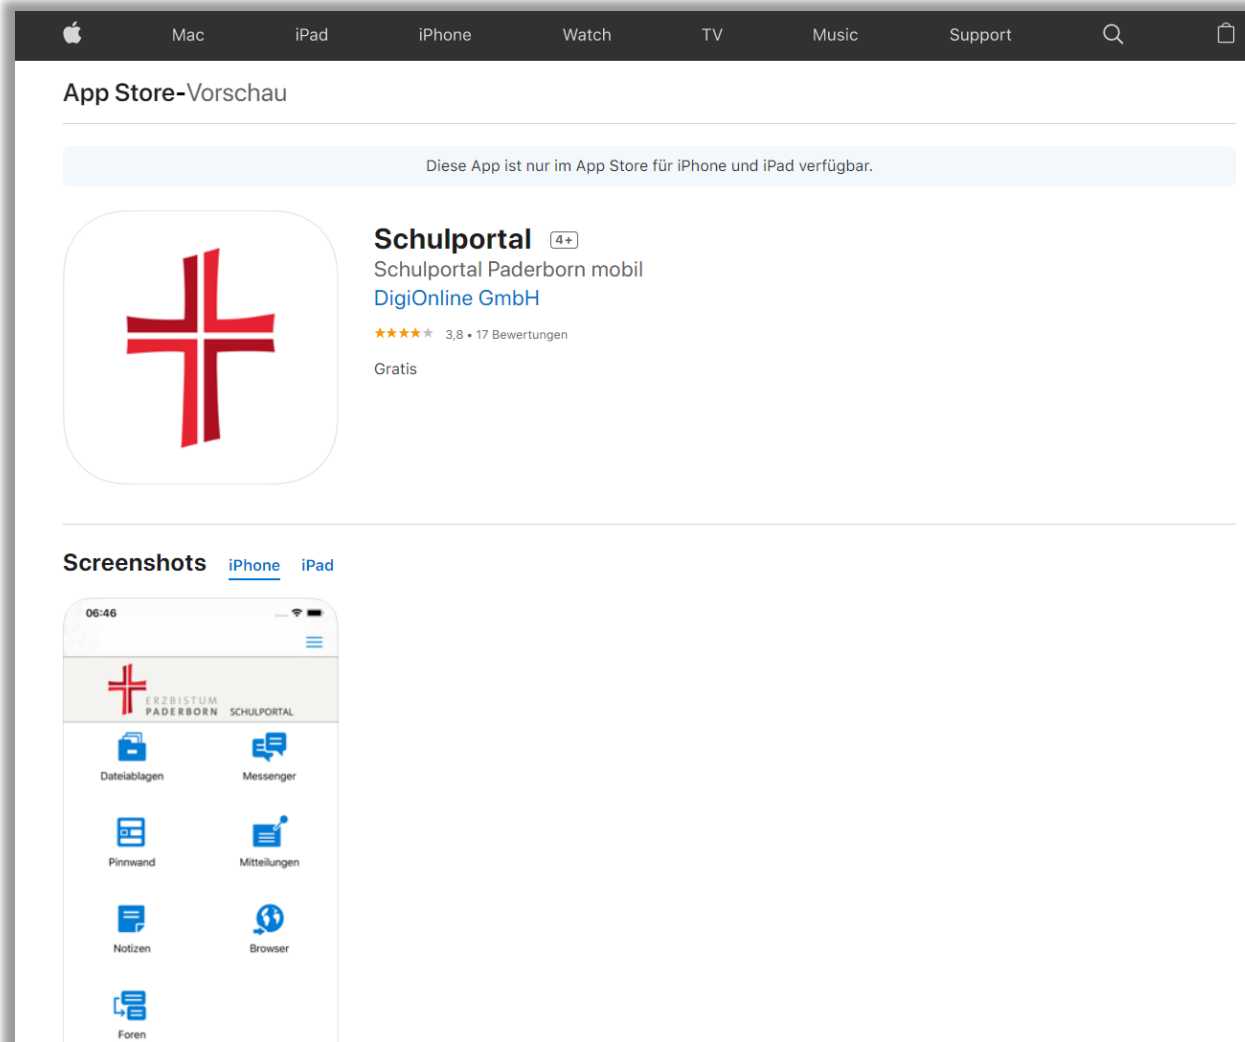 Mac iPad iPhone Watch TV Music Support
App Store-Vorschau
Diese App ist nur im App Store für iPhone und iPad verfügbar.
Schulportal 4+
Schulportal Paderborn mobil
DigiOnline GmbH
3,8 • 17 Bewertungen
Gratis
Screenshots iPhone iPad
06:46
ERZBISTUM
PADERBORN SCHULPORTAL
Dateiablagen Messenger
Pinnwand Mitteilungen
Notizen Browser
Foren